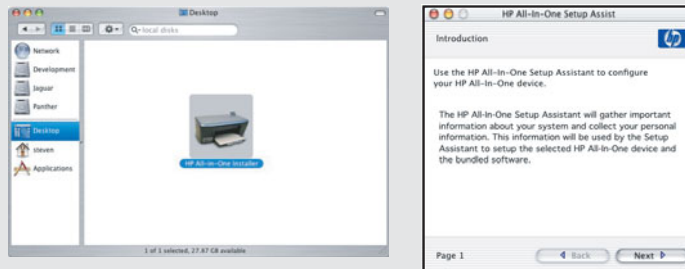 Desktop
local disks
Network
Development
Jaguar
Panther
Desktop
steven
Applications
HP All-in-One Installer
1 of 1 selected, 27.87 GB available
HP All-In-One Setup Assist
Introduction
hp
Use the HP All-In-One Setup Assistant to configure
your HP All-In-One device.
The HP All-In-One Setup Assistant will gather important
information about your system and collect your personal
information. This information will be used by the Setup
Assistant to setup the selected HP All-In-One device and
the bundled software.
Page 1
Back
Next